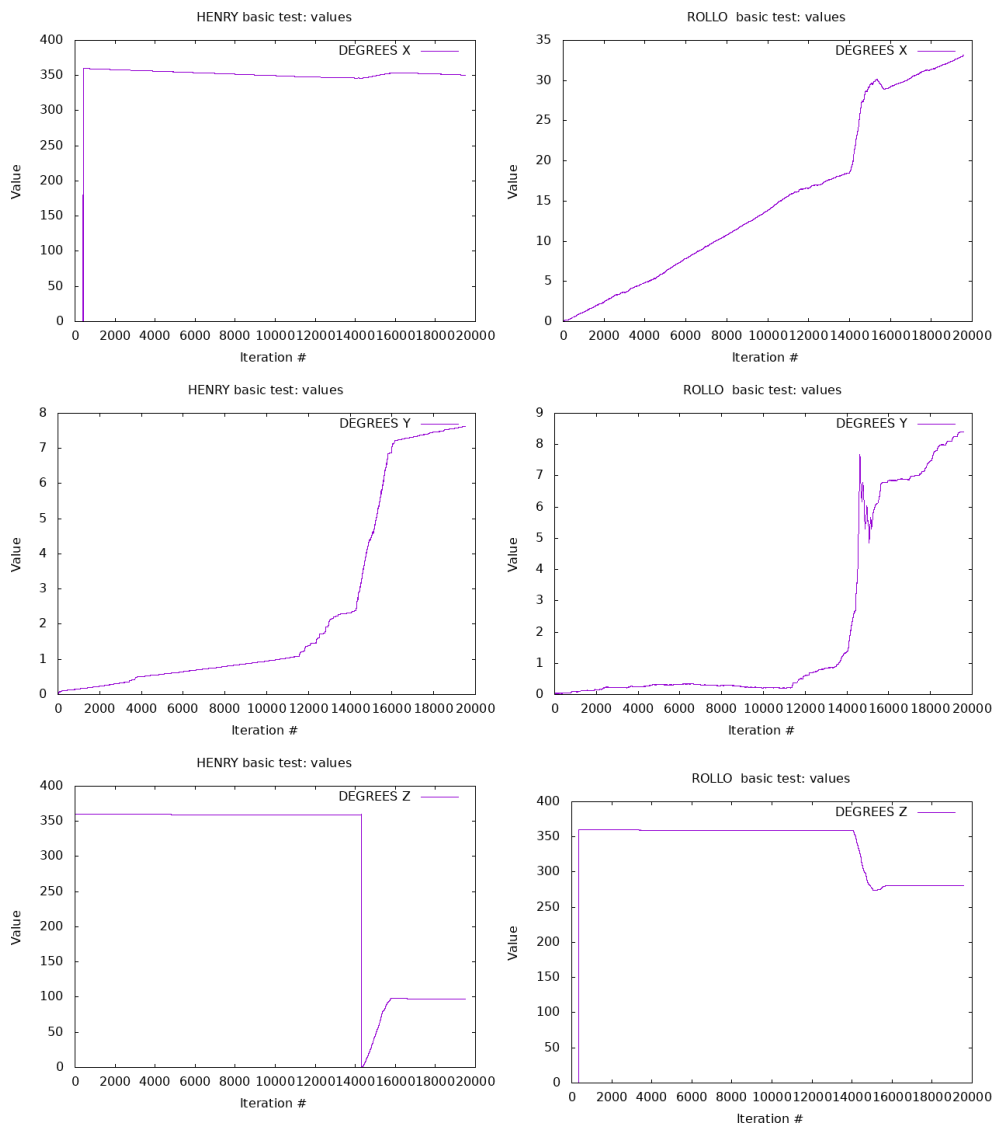 HENRY basic test: values
DEGREES X
400
350
300
250
200
150
100
50
0
Value
0 2000 4000 6000 8000 10000 12000 14000 16000 18000 20000
Iteration #
ROLLO  basic test: values
DEGREES X
35
30
25
20
15
10
5
0
Value
0 2000 4000 6000 8000 10000 12000 14000 16000 18000 20000
Iteration #
HENRY basic test: values
DEGREES Y
8
7
6
5
4
3
2
1
0
Value
0 2000 4000 6000 8000 10000 12000 14000 16000 18000 20000
Iteration #
ROLLO  basic test: values
DEGREES Y
9
8
7
6
5
4
3
2
1
0
Value
0 2000 4000 6000 8000 10000 12000 14000 16000 18000 20000
Iteration #
HENRY basic test: values
DEGREES Z
400
350
300
250
200
150
100
50
0
Value
0 2000 4000 6000 8000 10000 12000 14000 16000 18000 20000
Iteration #
ROLLO  basic test: values
DEGREES Z
400
350
300
250
200
150
100
50
0
Value
0 2000 4000 6000 8000 10000 12000 14000 16000 18000 20000
Iteration #